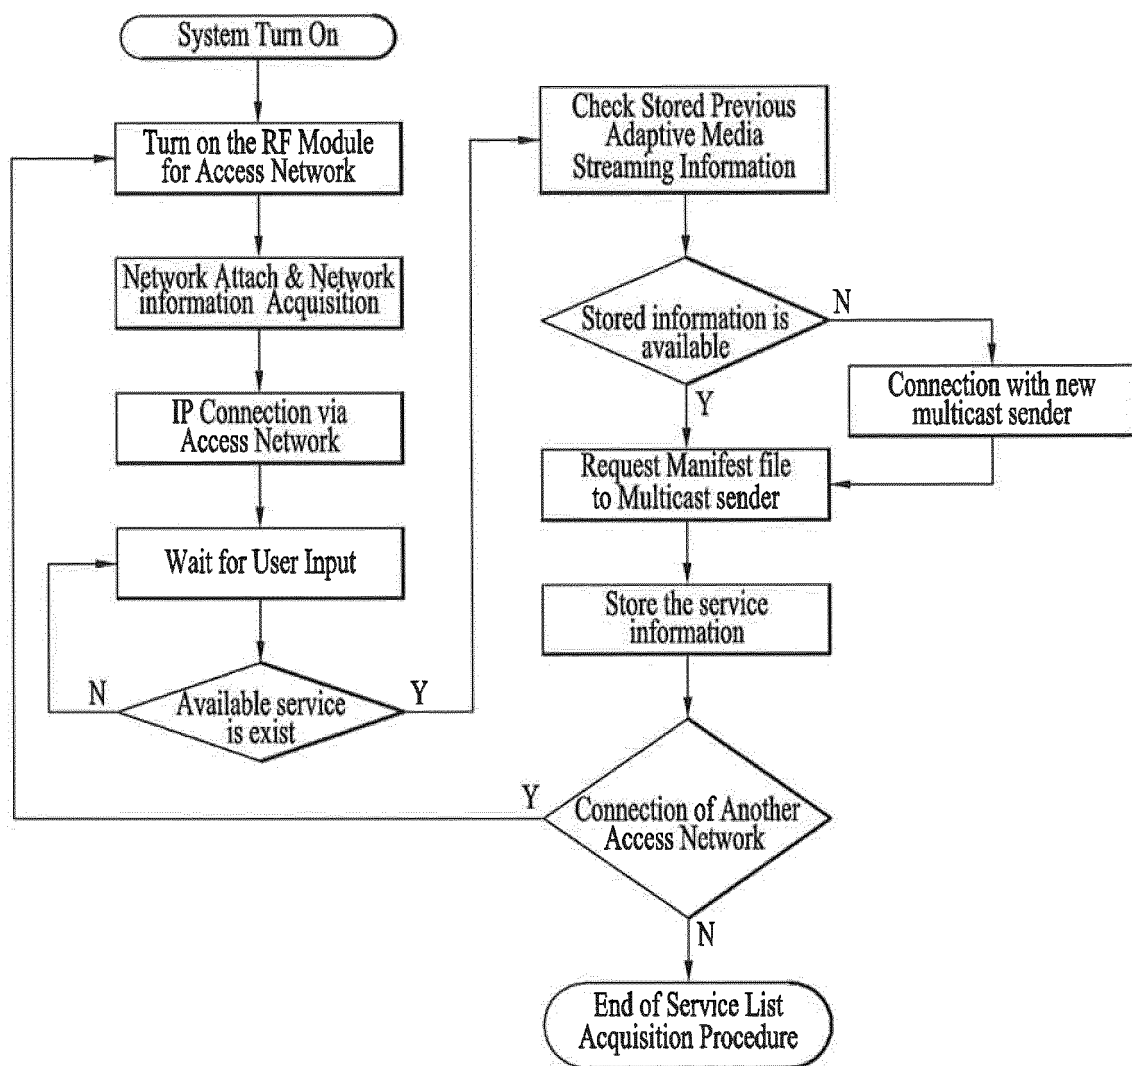 System Turn On
Turn on the RF Module
for Access Network
Network Attach & Network
information Acquisition
IP Connection via
Access Network
Wait for User Input
N
Available service
is exist
Y
Check Stored Previous
Adaptive Media
Streaming Information
Stored information is
available
N
Y
Connection with new
multicast sender
Request Manifest file
to Multicast sender
Store the service
information
Y
Connection of Another
Access Network
N
End of Service List
Acquisition Procedure